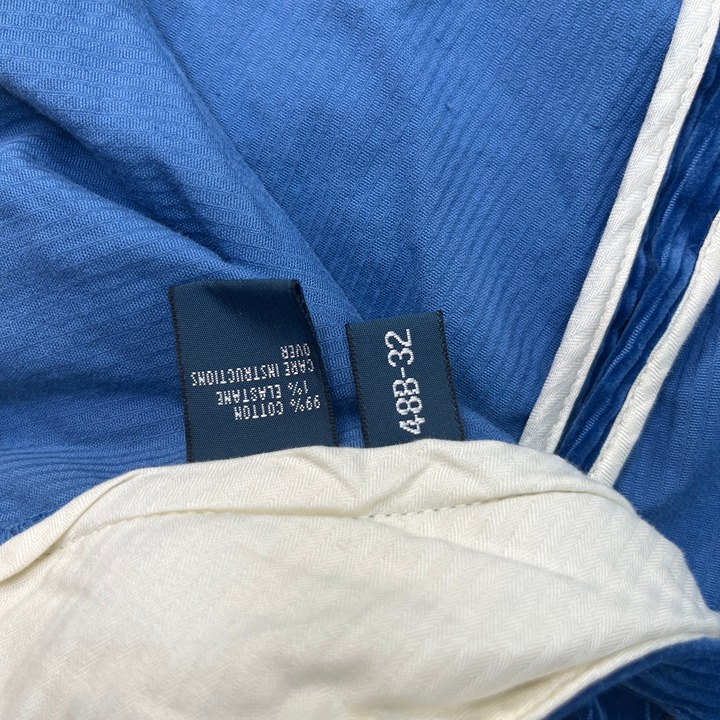 99% COTTON
1% ELASTANE
CARE INSTRUCTIONS
OVER
48B-32